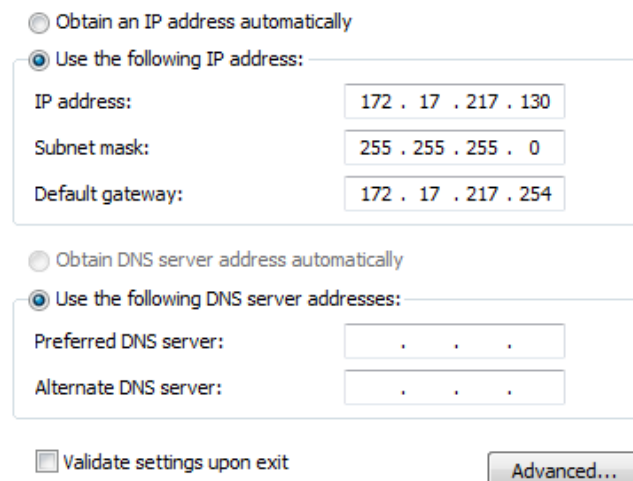 Obtain an IP address automatically
Use the following IP address:
IP address: 172 . 17 . 217 . 130
Subnet mask: 255 . 255 . 255 . 0
Default gateway: 172 . 17 . 217 . 254
Obtain DNS server address automatically
Use the following DNS server addresses:
Preferred DNS server: . . .
Alternate DNS server: . . .
Validate settings upon exit
Advanced...